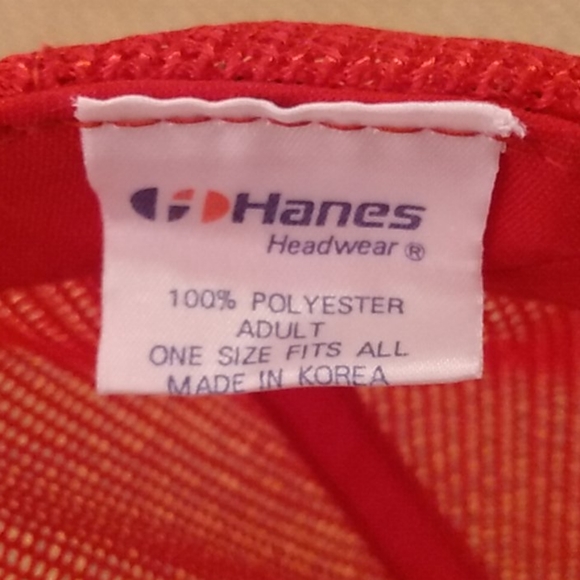 Hanes
Headwear ®
100% POLYESTER
ADULT
ONE SIZE FITS ALL
MADE IN KOREA